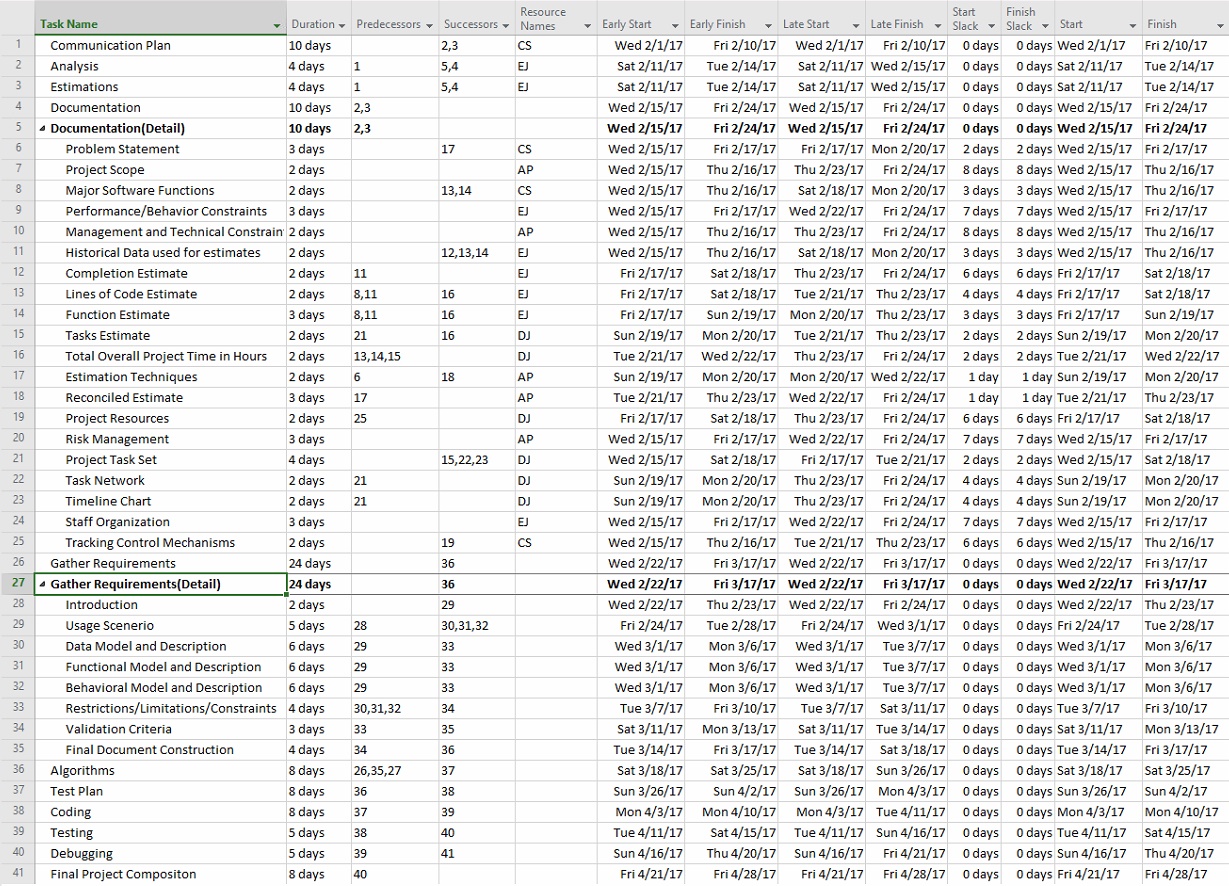 Task Name Duration Predecessors Successors Resource Names Early Start Early Finish Late Start Late Finish Start Slack Finish Slack Start Finish
1 Communication Plan 10 days 2,3 CS Wed 2/1/17 Fri 2/10/17 Wed 2/1/17 Fri 2/10/17 0 days 0 days Wed 2/1/17 Fri 2/10/17
2 Analysis 4 days 1 5,4 EJ Sat 2/11/17 Tue 2/14/17 Sat 2/11/17 Wed 2/15/17 0 days 0 days Sat 2/11/17 Tue 2/14/17
3 Estimations 4 days 1 5,4 EJ Sat 2/11/17 Tue 2/14/17 Sat 2/11/17 Wed 2/15/17 0 days 0 days Sat 2/11/17 Tue 2/14/17
4 Documentation 10 days 2,3 Wed 2/15/17 Fri 2/24/17 Wed 2/15/17 Fri 2/24/17 0 days 0 days Wed 2/15/17 Fri 2/24/17
5 Documentation(Detail) 10 days 2,3 Wed 2/15/17 Fri 2/24/17 Wed 2/15/17 Fri 2/24/17 0 days 0 days Wed 2/15/17 Fri 2/24/17
6 Problem Statement 3 days 17 CS Wed 2/15/17 Fri 2/17/17 Fri 2/17/17 Mon 2/20/17 2 days 2 days Wed 2/15/17 Fri 2/17/17
7 Project Scope 2 days AP Wed 2/15/17 Thu 2/16/17 Thu 2/23/17 Fri 2/24/17 8 days 8 days Wed 2/15/17 Thu 2/16/17
8 Major Software Functions 2 days 13,14 CS Wed 2/15/17 Thu 2/16/17 Sat 2/18/17 Mon 2/20/17 3 days 3 days Wed 2/15/17 Thu 2/16/17
9 Performance/Behavior Constraints 3 days EJ Wed 2/15/17 Fri 2/17/17 Wed 2/22/17 Fri 2/24/17 7 days 7 days Wed 2/15/17 Fri 2/17/17
10 Management and Technical Constrain 2 days AP Wed 2/15/17 Thu 2/16/17 Thu 2/23/17 Fri 2/24/17 8 days 8 days Wed 2/15/17 Thu 2/16/17
11 Historical Data used for estimates 2 days 12,13,14 EJ Wed 2/15/17 Thu 2/16/17 Sat 2/18/17 Mon 2/20/17 3 days 3 days Wed 2/15/17 Thu 2/16/17
12 Completion Estimate 2 days 11 EJ Fri 2/17/17 Sat 2/18/17 Thu 2/23/17 Fri 2/24/17 6 days 6 days Fri 2/17/17 Sat 2/18/17
13 Lines of Code Estimate 2 days 8,11 16 EJ Fri 2/17/17 Sat 2/18/17 Tue 2/21/17 Thu 2/23/17 4 days 4 days Fri 2/17/17 Sat 2/18/17
14 Function Estimate 3 days 8,11 16 EJ Fri 2/17/17 Sun 2/19/17 Mon 2/20/17 Thu 2/23/17 3 days 3 days Fri 2/17/17 Sun 2/19/17
15 Tasks Estimate 2 days 21 16 DJ Sun 2/19/17 Mon 2/20/17 Tue 2/21/17 Thu 2/23/17 2 days 2 days Sun 2/19/17 Mon 2/20/17
16 Total Overall Project Time in Hours 2 days 13,14,15 DJ Tue 2/21/17 Wed 2/22/17 Thu 2/23/17 Fri 2/24/17 2 days 2 days Tue 2/21/17 Wed 2/22/17
17 Estimation Techniques 2 days 6 18 AP Sun 2/19/17 Mon 2/20/17 Mon 2/20/17 Wed 2/22/17 1 day 1 day Sun 2/19/17 Mon 2/20/17
18 Reconciled Estimate 3 days 17 AP Tue 2/21/17 Thu 2/23/17 Wed 2/22/17 Fri 2/24/17 1 day 1 day Tue 2/21/17 Thu 2/23/17
19 Project Resources 2 days 25 DJ Fri 2/17/17 Sat 2/18/17 Thu 2/23/17 Fri 2/24/17 6 days 6 days Fri 2/17/17 Sat 2/18/17
20 Risk Management 3 days AP Wed 2/15/17 Fri 2/17/17 Wed 2/22/17 Fri 2/24/17 7 days 7 days Wed 2/15/17 Fri 2/17/17
21 Project Task Set 4 days 15,22,23 DJ Wed 2/15/17 Sat 2/18/17 Fri 2/17/17 Tue 2/21/17 2 days 2 days Wed 2/15/17 Sat 2/18/17
22 Task Network 2 days 21 DJ Sun 2/19/17 Mon 2/20/17 Thu 2/23/17 Fri 2/24/17 4 days 4 days Sun 2/19/17 Mon 2/20/17
23 Timeline Chart 2 days 21 DJ Sun 2/19/17 Mon 2/20/17 Thu 2/23/17 Fri 2/24/17 4 days 4 days Sun 2/19/17 Mon 2/20/17
24 Staff Organization 3 days EJ Wed 2/15/17 Fri 2/17/17 Wed 2/22/17 Fri 2/24/17 7 days 7 days Wed 2/15/17 Fri 2/17/17
25 Tracking Control Mechanisms 2 days 19 CS Wed 2/15/17 Thu 2/16/17 Tue 2/21/17 Thu 2/23/17 6 days 6 days Wed 2/15/17 Thu 2/16/17
26 Gather Requirements 24 days 36 Wed 2/22/17 Fri 3/17/17 Wed 2/22/17 Fri 3/17/17 0 days 0 days Wed 2/22/17 Fri 3/17/17
27 Gather Requirements(Detail) 24 days 36 Wed 2/22/17 Fri 3/17/17 Wed 2/22/17 Fri 3/17/17 0 days 0 days Wed 2/22/17 Fri 3/17/17
28 Introduction 2 days 29 Wed 2/22/17 Thu 2/23/17 Wed 2/22/17 Fri 2/24/17 0 days 0 days Wed 2/22/17 Thu 2/23/17
29 Usage Scenerio 5 days 28 30,31,32 Fri 2/24/17 Tue 2/28/17 Fri 2/24/17 Wed 3/1/17 0 days 0 days Fri 2/24/17 Tue 2/28/17
30 Data Model and Description 6 days 29 33 Wed 3/1/17 Mon 3/6/17 Wed 3/1/17 Tue 3/7/17 0 days 0 days Wed 3/1/17 Mon 3/6/17
31 Functional Model and Description 6 days 29 33 Wed 3/1/17 Mon 3/6/17 Wed 3/1/17 Tue 3/7/17 0 days 0 days Wed 3/1/17 Mon 3/6/17
32 Behavioral Model and Description 6 days 29 33 Wed 3/1/17 Mon 3/6/17 Wed 3/1/17 Tue 3/7/17 0 days 0 days Wed 3/1/17 Mon 3/6/17
33 Restrictions/Limitations/Constraints 4 days 30,31,32 34 Tue 3/7/17 Fri 3/10/17 Tue 3/7/17 Sat 3/11/17 0 days 0 days Tue 3/7/17 Fri 3/10/17
34 Validation Criteria 3 days 33 35 Sat 3/11/17 Mon 3/13/17 Sat 3/11/17 Tue 3/14/17 0 days 0 days Sat 3/11/17 Mon 3/13/17
35 Final Document Construction 4 days 34 36 Tue 3/14/17 Fri 3/17/17 Tue 3/14/17 Sat 3/18/17 0 days 0 days Tue 3/14/17 Fri 3/17/17
36 Algorithms 8 days 26,35,27 37 Sat 3/18/17 Sat 3/25/17 Sat 3/18/17 Sun 3/26/17 0 days 0 days Sat 3/18/17 Sat 3/25/17
37 Test Plan 8 days 36 38 Sun 3/26/17 Sun 4/2/17 Sun 3/26/17 Mon 4/3/17 0 days 0 days Sun 3/26/17 Sun 4/2/17
38 Coding 8 days 37 39 Mon 4/3/17 Mon 4/10/17 Mon 4/3/17 Tue 4/11/17 0 days 0 days Mon 4/3/17 Mon 4/10/17
39 Testing 5 days 38 40 Tue 4/11/17 Sat 4/15/17 Tue 4/11/17 Sun 4/16/17 0 days 0 days Tue 4/11/17 Sat 4/15/17
40 Debugging 5 days 39 41 Sun 4/16/17 Thu 4/20/17 Sun 4/16/17 Fri 4/21/17 0 days 0 days Sun 4/16/17 Thu 4/20/17
41 Final Project Compositon 8 days 40 Fri 4/21/17 Fri 4/28/17 Fri 4/21/17 Fri 4/28/17 0 days 0 days Fri 4/21/17 Fri 4/28/17